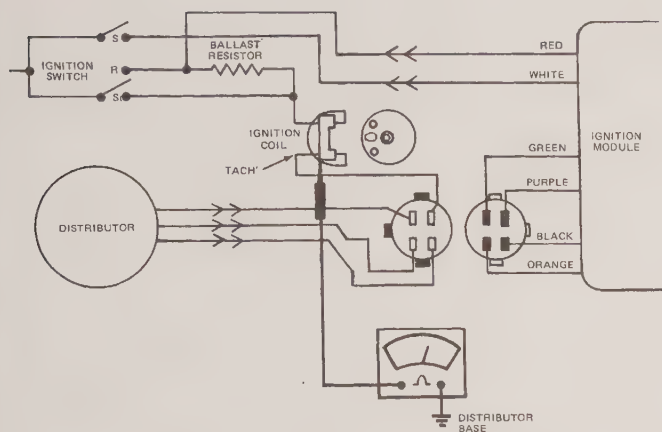 S
BALLAST
RESISTOR
RED
IGNITION
SWITCH
R
WHITE
S
IGNITION
COIL
IGNITION
MODULE
GREEN
TACH'
PURPLE
DISTRIBUTOR
BLACK
ORANGE
DISTRIBUTOR
BASE